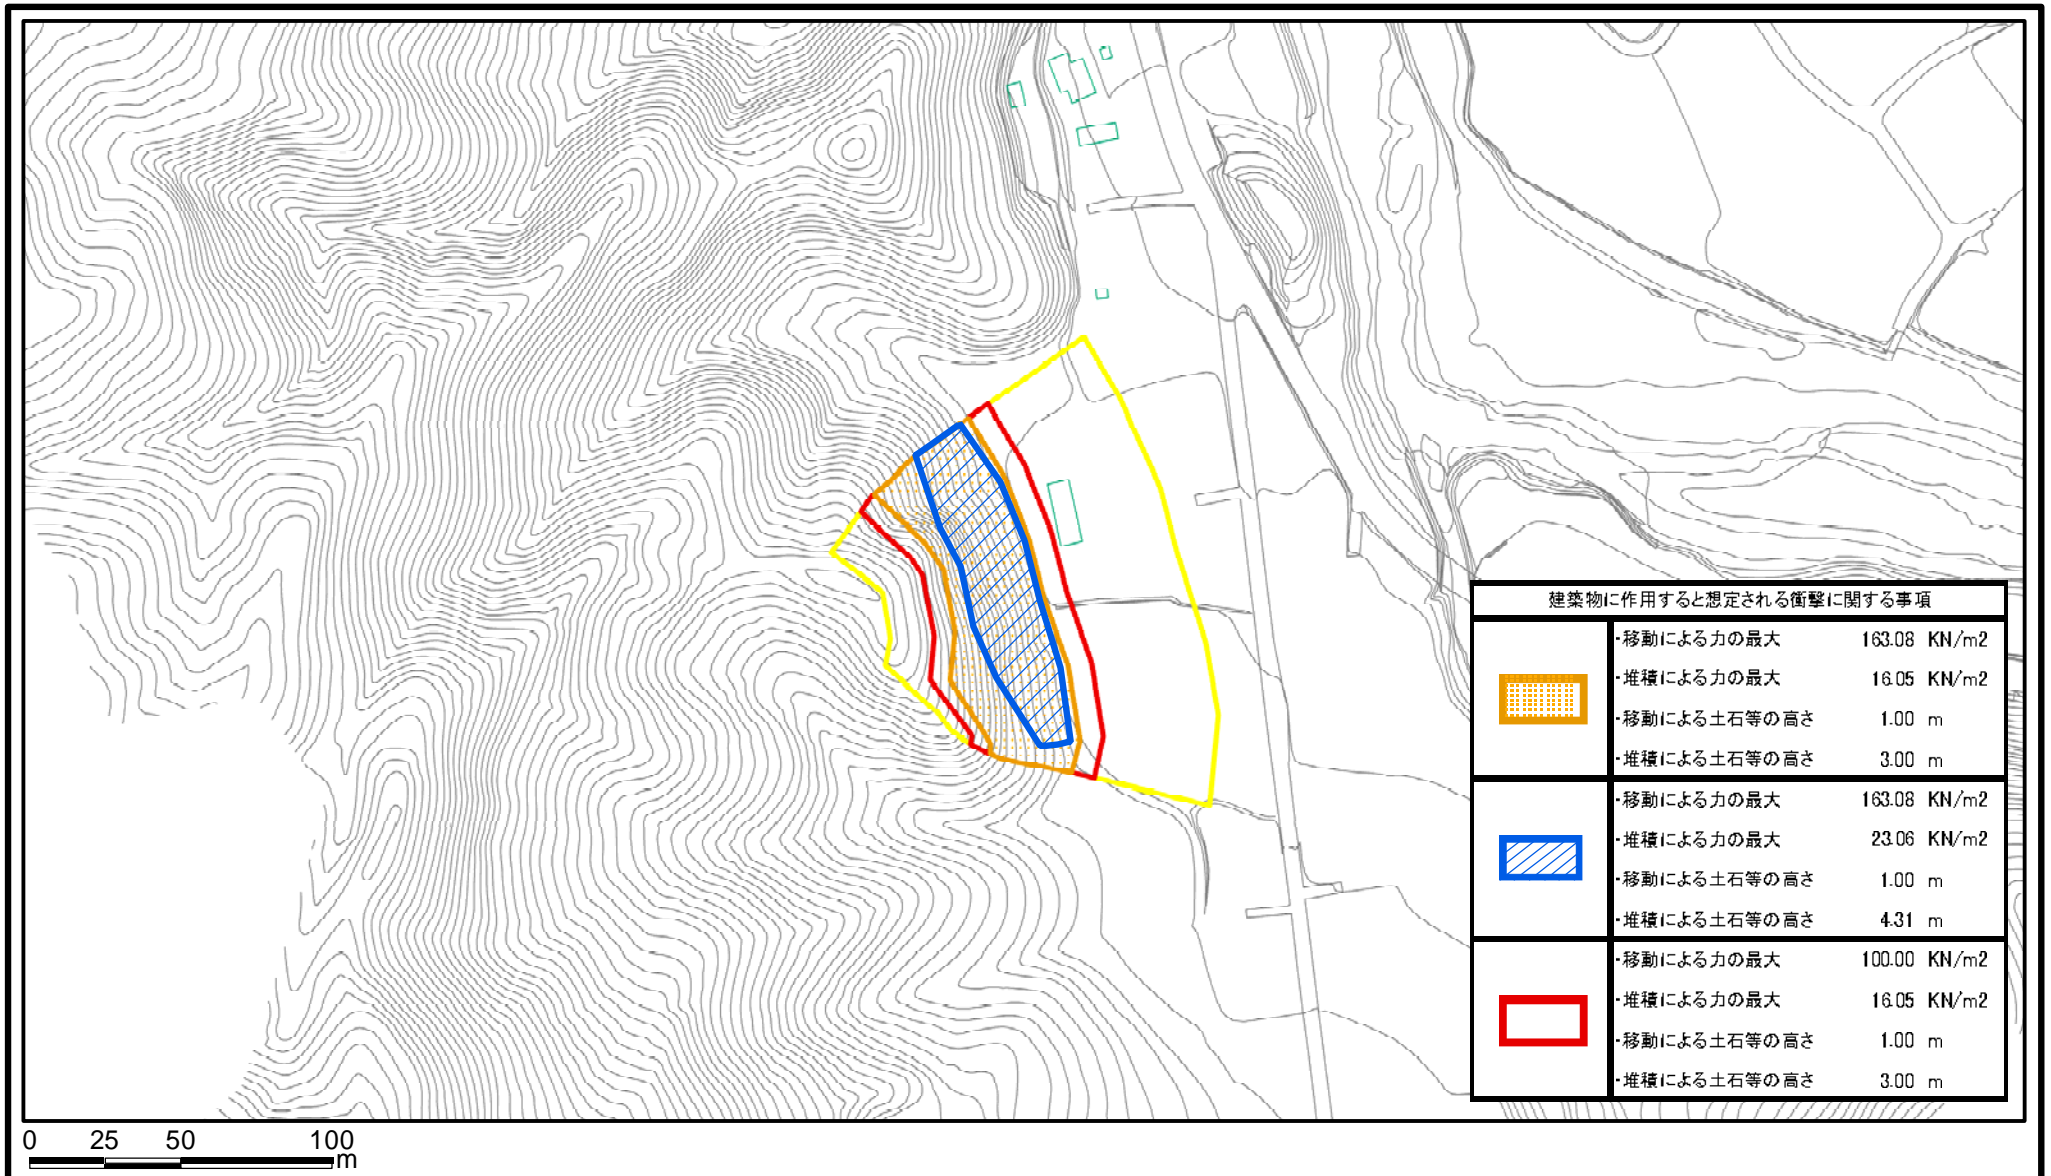 建築物に作用すると想定される衝撃に関する事項
・移動による力の最大 163.08 KN/m2
・堆積による力の最大 16.05 KN/m2
・移動による土石等の高さ 1.00 m
・堆積による土石等の高さ 3.00 m
・移動による力の最大 163.08 KN/m2
・堆積による力の最大 23.06 KN/m2
・移動による土石等の高さ 1.00 m
・堆積による土石等の高さ 4.31 m
・移動による力の最大 100.00 KN/m2
・堆積による力の最大 16.05 KN/m2
・移動による土石等の高さ 1.00 m
・堆積による土石等の高さ 3.00 m
0 25 50 100
m